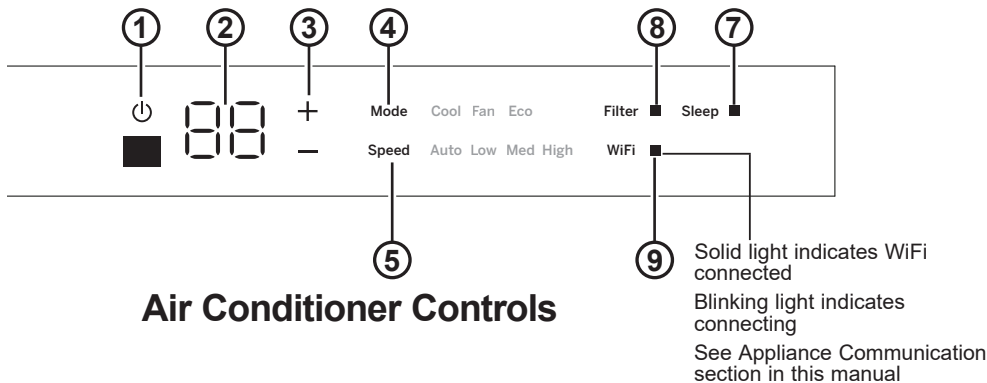 1 2 3 4 8 7
88 + Mode Cool Fan Eco Filter Sleep
− Speed Auto Low Med High WiFi
5 9
Solid light indicates WiFi
connected
Blinking light indicates
connecting
See Appliance Communication
section in this manual
Air Conditioner Controls